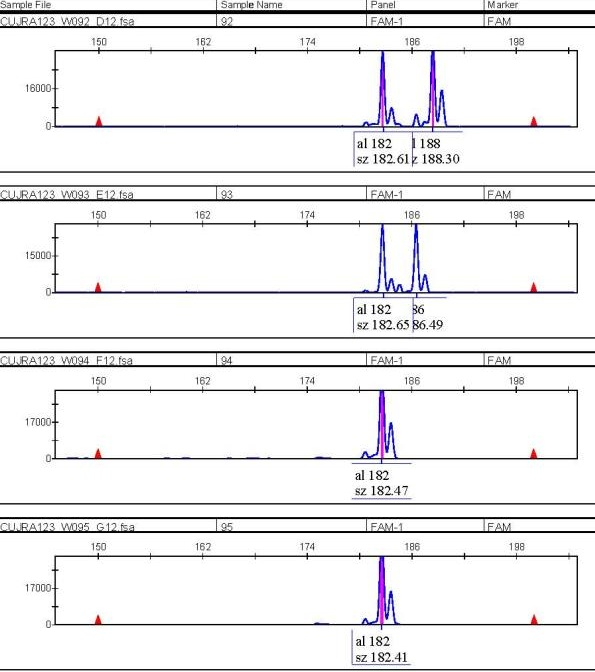 Sample File Sample Name Panel Marker
CUJRA123_W092_D12.fsa 92 FAM-1 FAM
150 162 174 186 198
16000
0
al 182 l 188
sz 182.61 z 188.30
CUJRA123_W093_E12.fsa 93 FAM-1 FAM
150 162 174 186 198
15000
0
al 182 86
sz 182.65 86.49
CUJRA123_W094_F12.fsa 94 FAM-1 FAM
150 162 174 186 198
17000
0
al 182
sz 182.47
CUJRA123_W095_G12.fsa 95 FAM-1 FAM
150 162 174 186 198
17000
0
al 182
sz 182.41